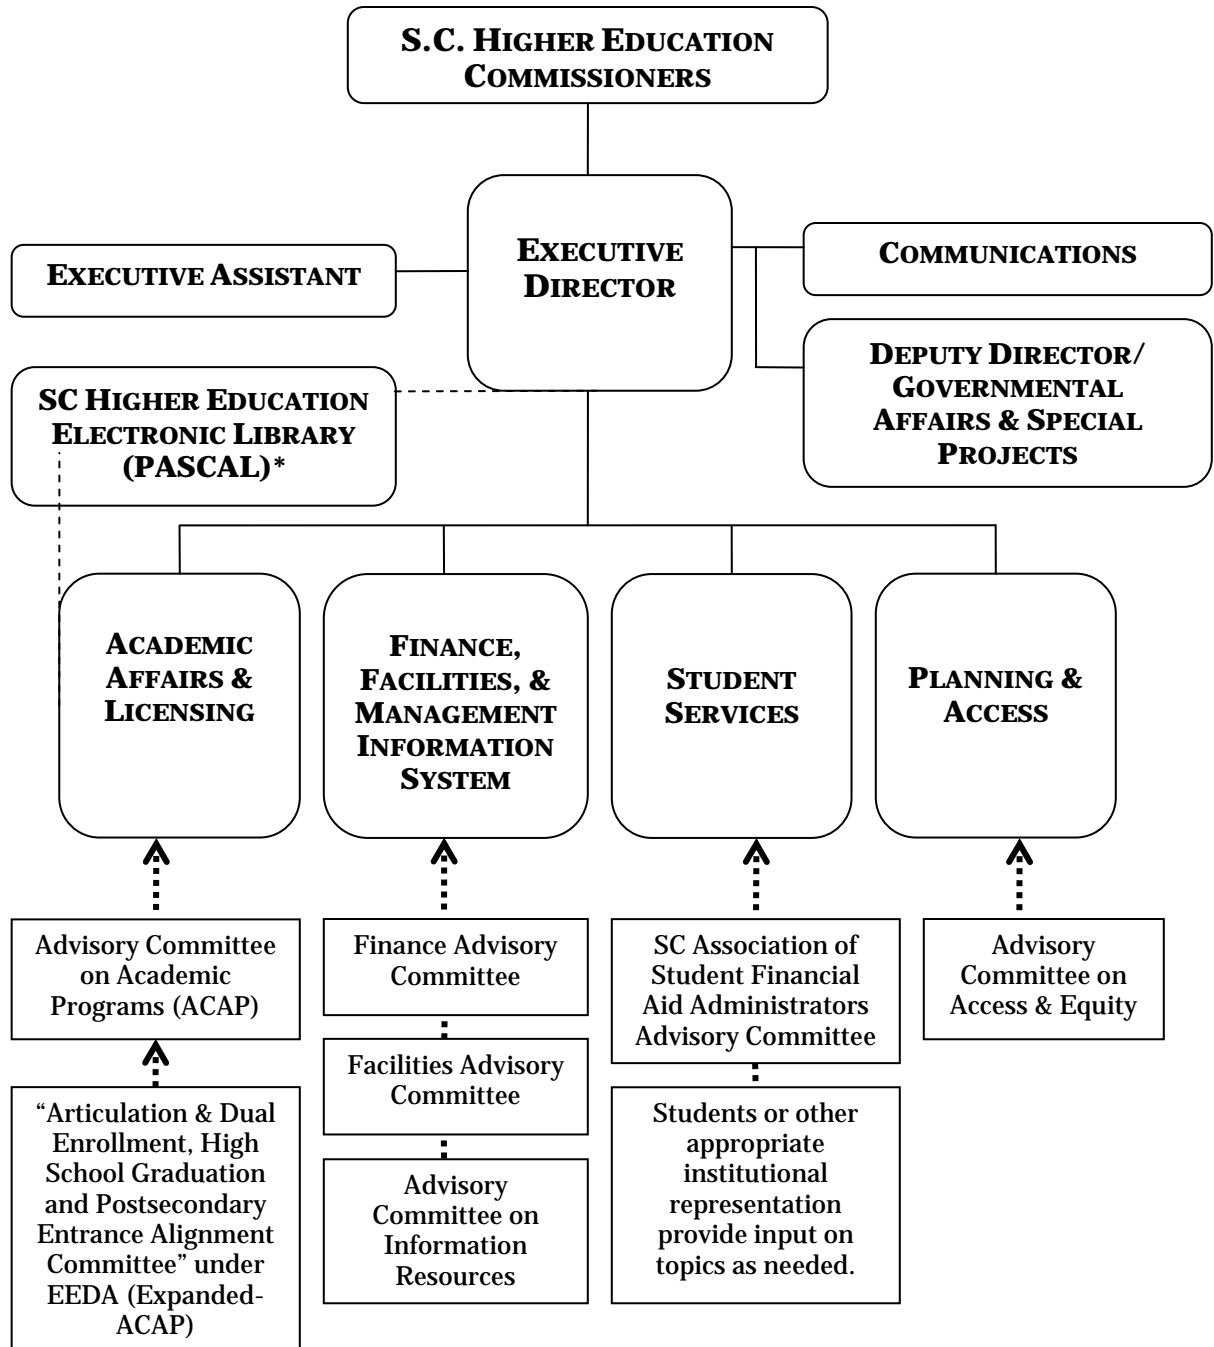 S.C. HIGHER EDUCATION
COMMISSIONERS
EXECUTIVE
DIRECTOR
EXECUTIVE ASSISTANT
COMMUNICATIONS
DEPUTY DIRECTOR/
GOVERNMENTAL
AFFAIRS & SPECIAL
PROJECTS
SC HIGHER EDUCATION
ELECTRONIC LIBRARY
(PASCAL)*
ACADEMIC
AFFAIRS &
LICENSING
FINANCE,
FACILITIES, &
MANAGEMENT
INFORMATION
SYSTEM
STUDENT
SERVICES
PLANNING &
ACCESS
Advisory Committee
on Academic
Programs (ACAP)
“Articulation & Dual
Enrollment, High
School Graduation
and Postsecondary
Entrance Alignment
Committee” under
EEDA (Expanded-
ACAP)
Finance Advisory
Committee
Facilities Advisory
Committee
Advisory
Committee on
Information
Resources
SC Association of
Student Financial
Aid Administrators
Advisory Committee
Students or other
appropriate
institutional
representation
provide input on
topics as needed.
Advisory
Committee on
Access & Equity